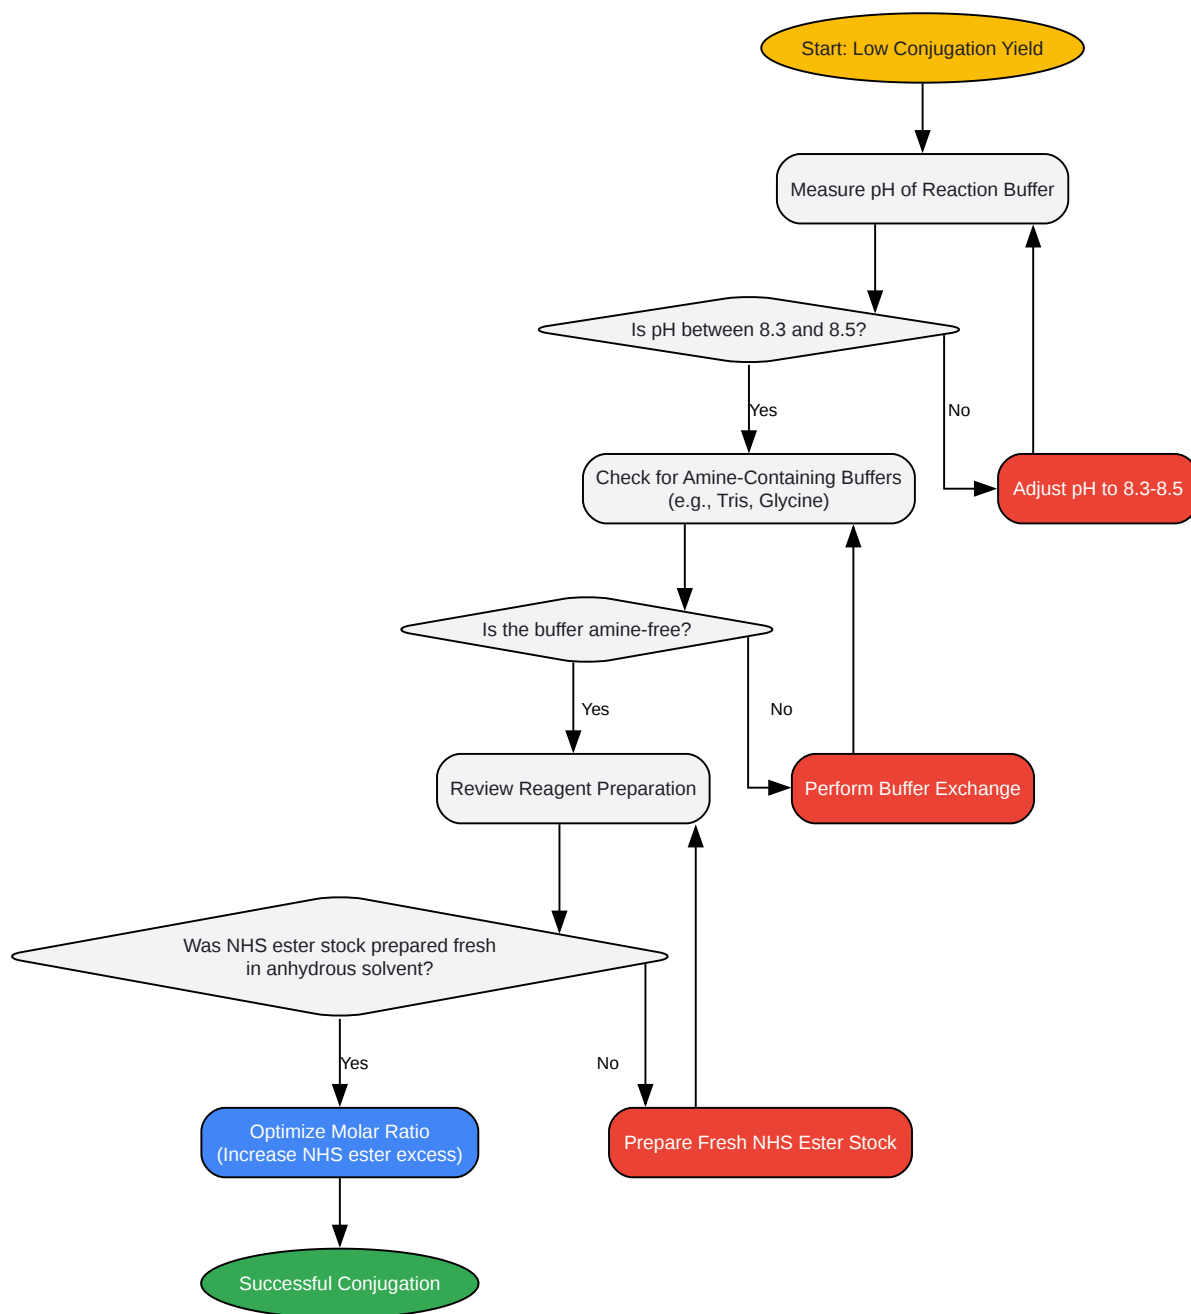 Start: Low Conjugation Yield
Measure pH of Reaction Buffer
Is pH between 8.3 and 8.5?
Yes
No
Check for Amine-Containing Buffers
(e.g., Tris, Glycine)
Adjust pH to 8.3-8.5
Is the buffer amine-free?
Yes
No
Review Reagent Preparation
Perform Buffer Exchange
Was NHS ester stock prepared fresh
in anhydrous solvent?
Yes
No
Optimize Molar Ratio
(Increase NHS ester excess)
Prepare Fresh NHS Ester Stock
Successful Conjugation